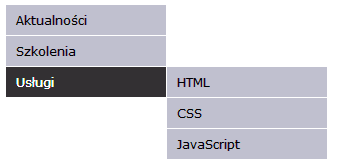 Aktualności
Szkolenia
Usługi
HTML
CSS
JavaScript